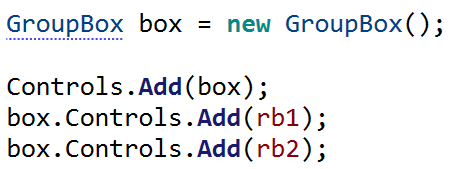 GroupBox box = new GroupBox();
Controls.Add(box);
box.Controls.Add(rb1);
box.Controls.Add(rb2);